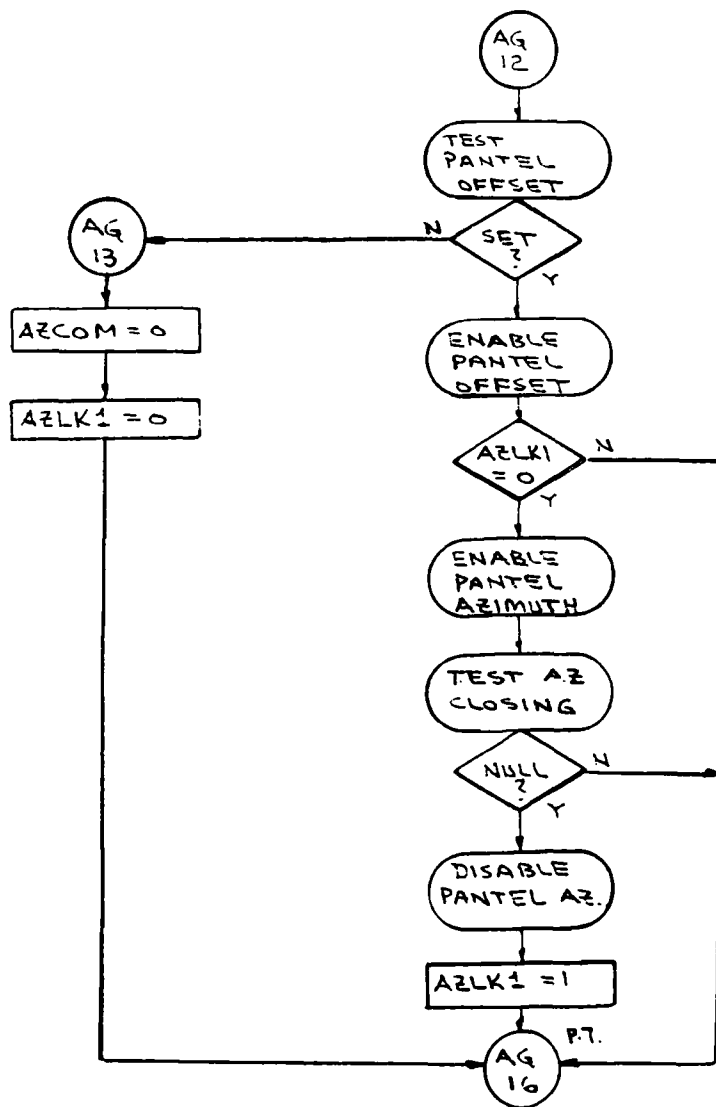 AG
12
TEST
PANTEL
OFFSET
AG
13
N
SET
?
Y
AZCOM = 0
ENABLE
PANTEL
OFFSET
AZLK1 = 0
AZLK1
= 0
N
Y
ENABLE
PANTEL
AZIMUTH
TEST AZ
CLOSING
NULL
?
N
Y
DISABLE
PANTEL AZ.
AZLK1 = 1
P.T.
AG
16